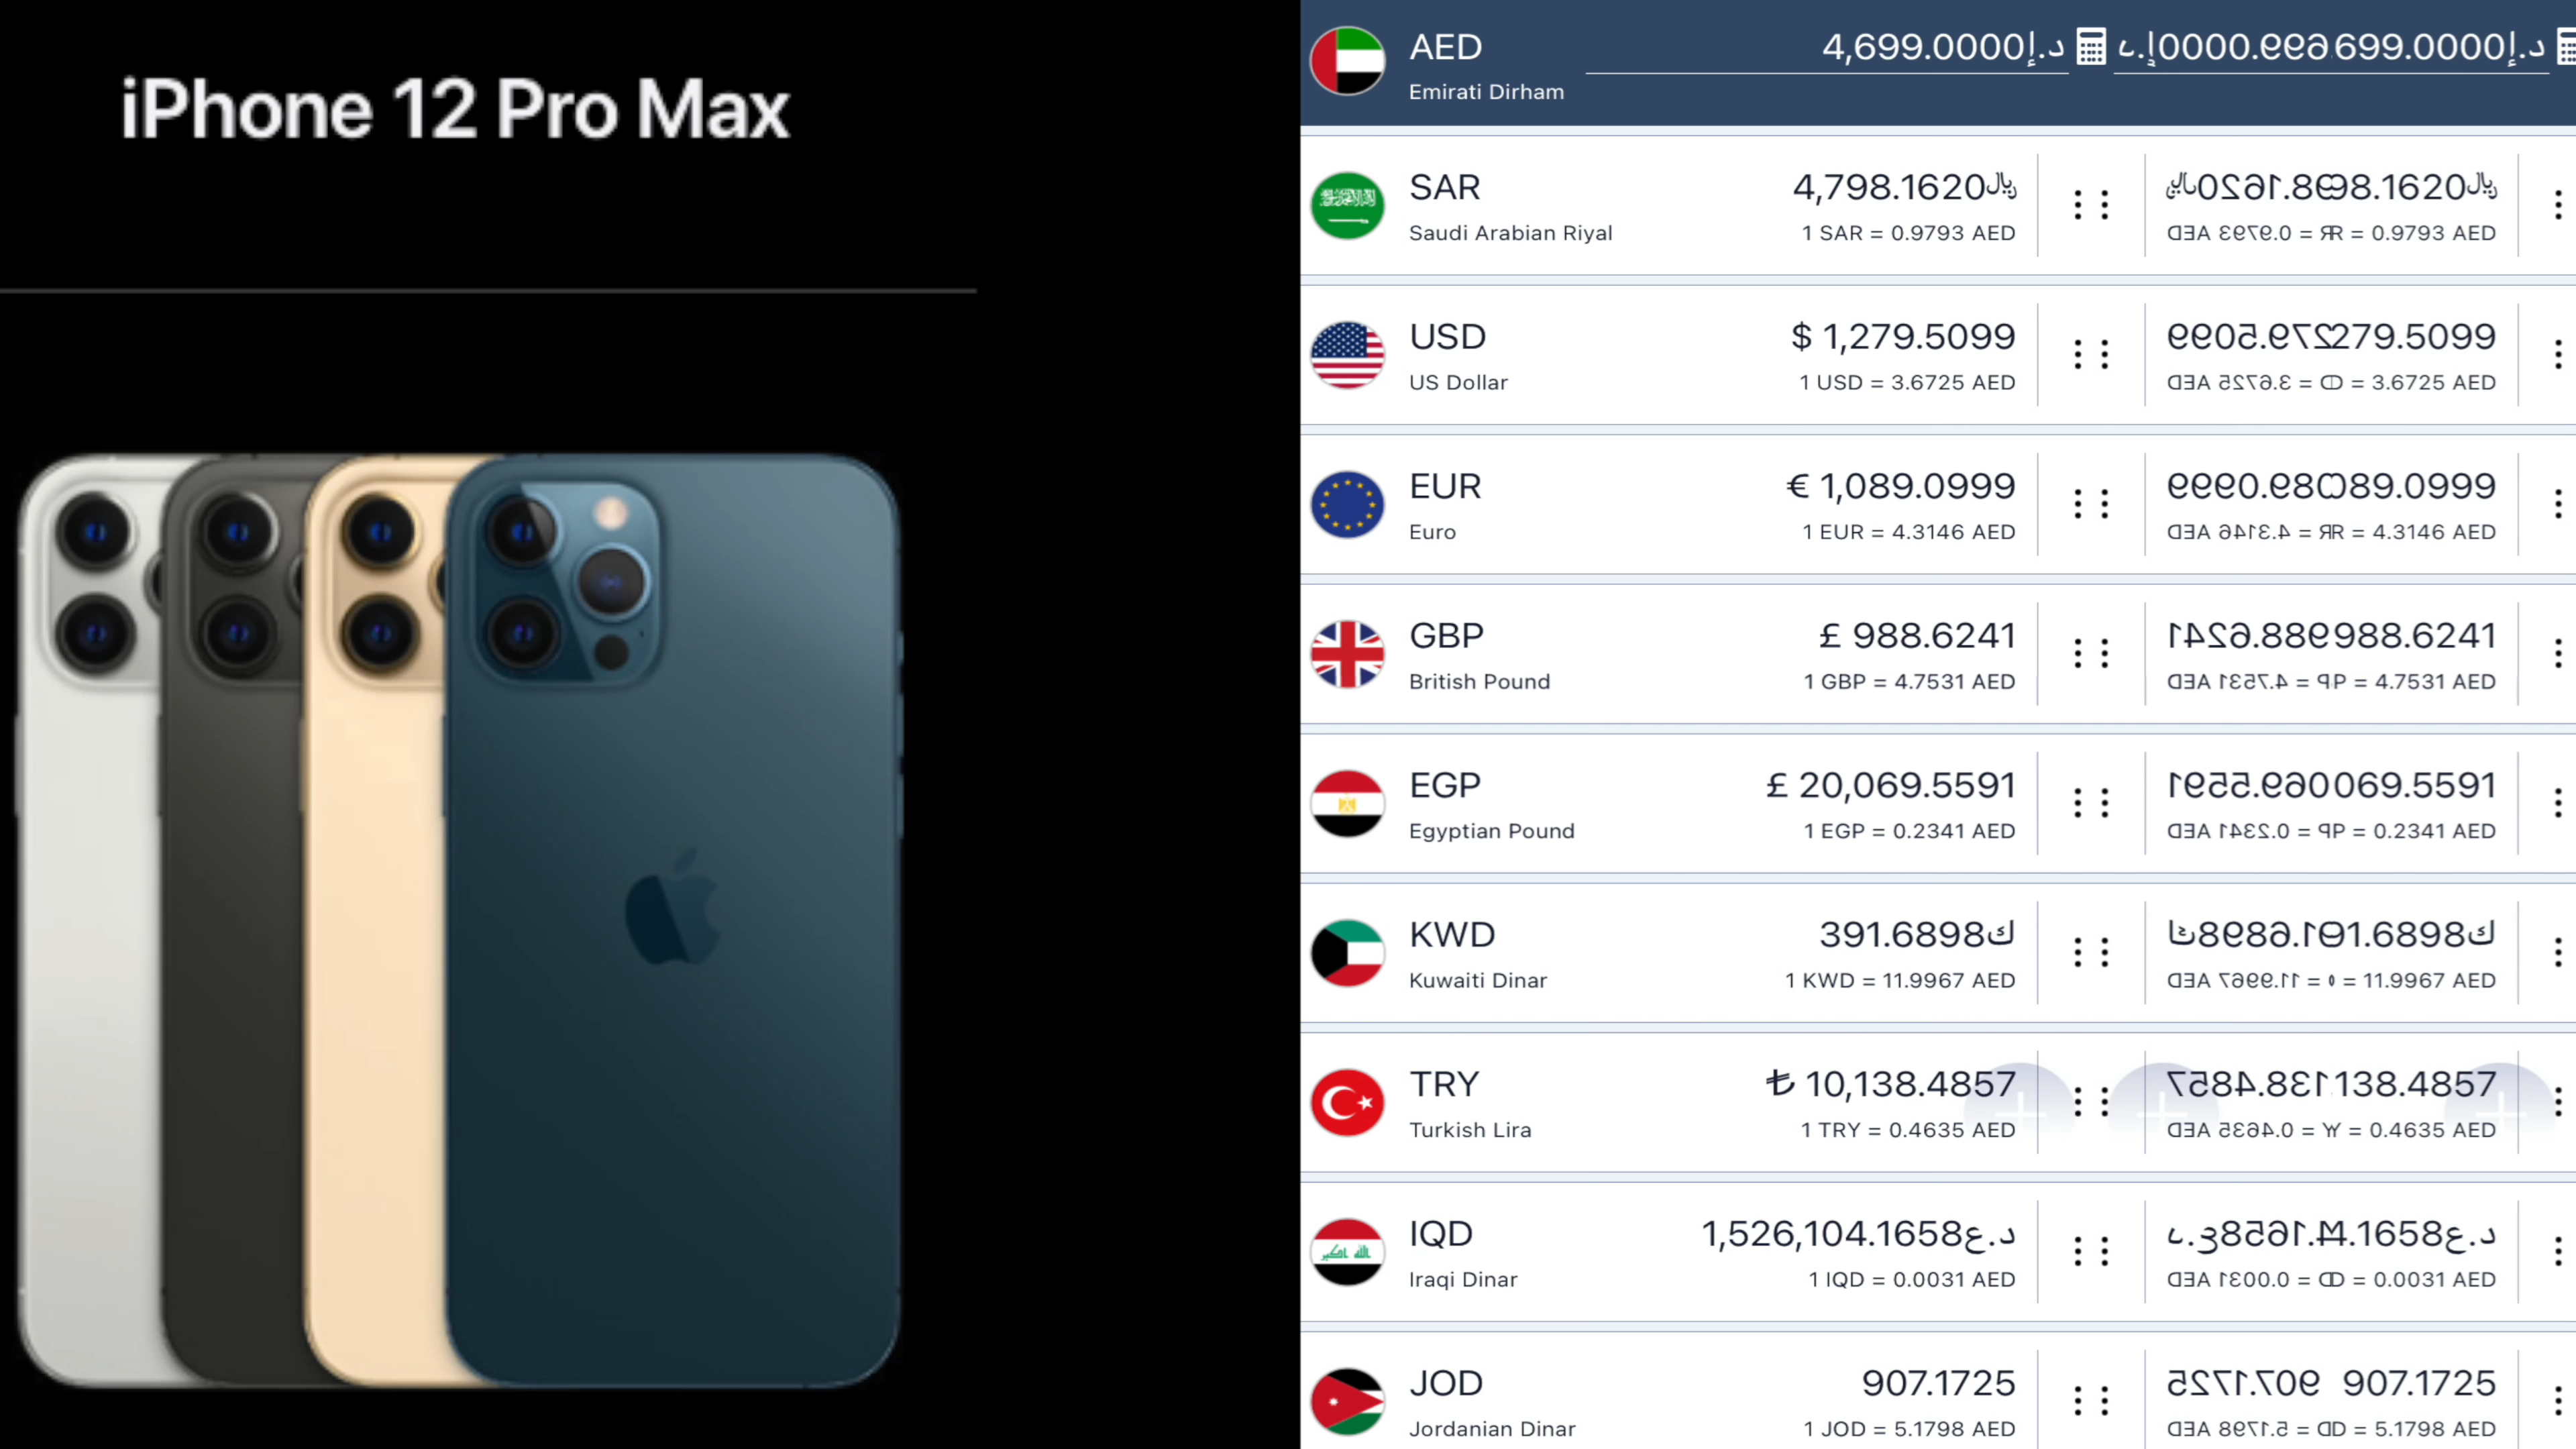 iPhone 12 Pro Max
AED 4,699.0000د.إ
Emirati Dirham
SAR 4,798.1620﷼
Saudi Arabian Riyal 1 SAR = 0.9793 AED
USD $ 1,279.5099
US Dollar 1 USD = 3.6725 AED
EUR € 1,089.0999
Euro 1 EUR = 4.3146 AED
GBP £ 988.6241
British Pound 1 GBP = 4.7531 AED
EGP £ 20,069.5591
Egyptian Pound 1 EGP = 0.2341 AED
KWD 391.6898ك
Kuwaiti Dinar 1 KWD = 11.9967 AED
TRY ₺ 10,138.4857
Turkish Lira 1 TRY = 0.4635 AED
IQD 1,526,104.1658د.ع
Iraqi Dinar 1 IQD = 0.0031 AED
JOD 907.1725 907.1725
Jordanian Dinar 1 JOD = 5.1798 AED